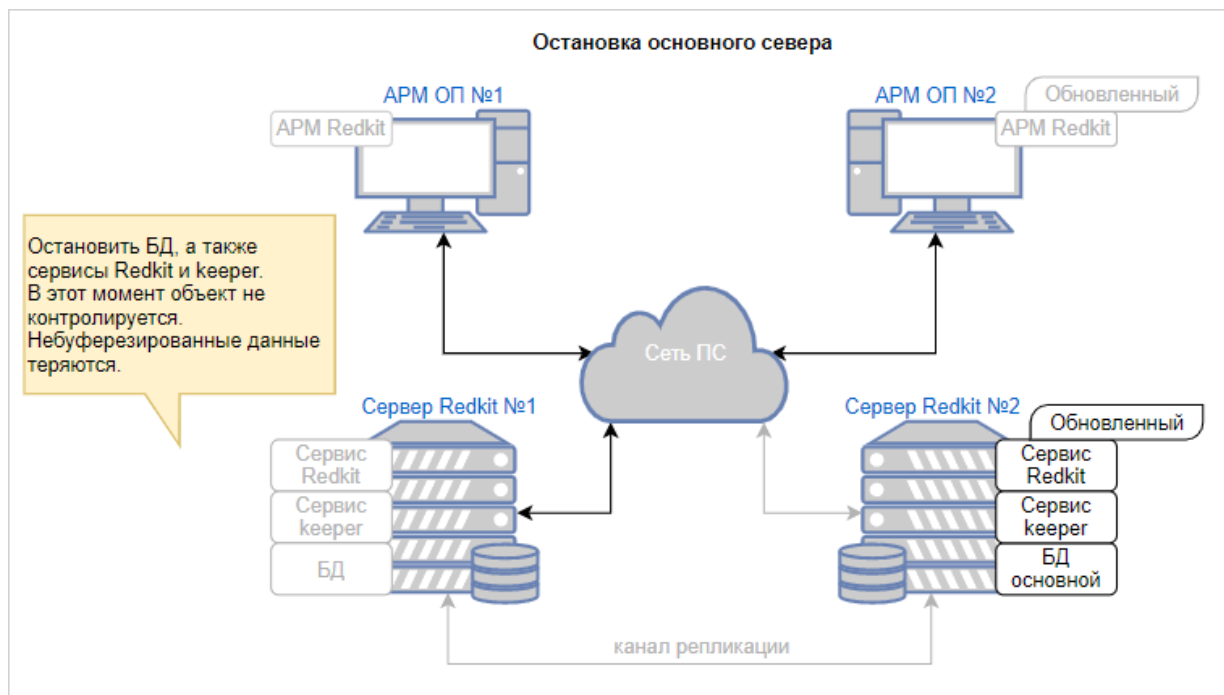 Остановка основного севера
АРМ ОП №1
АРМ ОП №2
Обновленный
АРМ Redkit
АРМ Redkit
Остановить БД, а также
сервисы Redkit и keeper.
В этот момент объект не
контролируется.
Небуферезированные данные
теряются.
Сеть ПС
Сервер Redkit №1
Сервер Redkit №2
Обновленный
Сервис
Redkit
Сервис
keeper
БД
Сервис
Redkit
Сервис
keeper
БД
основной
канал репликации